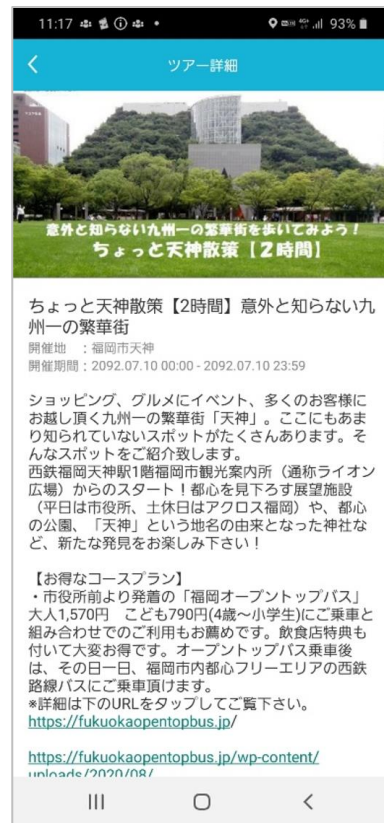 11:17
93%
ツアー詳細
意外と知らない九州一の繁華街を歩いてみよう！
ちょっと天神散策【2時間】
ちょっと天神散策【2時間】意外と知らない九
州一の繁華街
開催地　：福岡市天神
開催期間：2092.07.10 00:00 - 2092.07.10 23:59
ショッピング、グルメにイベント、多くのお客様に
お越し頂く九州一の繁華街「天神」。ここにもあま
り知られていないスポットがたくさんあります。そ
んなスポットをご紹介致します。
西鉄福岡天神駅1階福岡市観光案内所（通称ライオン
広場）からのスタート！都心を見下ろす展望施設
（平日は市役所、土休日はアクロス福岡）や、都心
の公園、「天神」という地名の由来となった神社な
ど、新たな発見をお楽しみ下さい！
【お得なコースプラン】
・市役所前より発着の「福岡オープントップバス」
大人1,570円　こども790円(4歳〜小学生)にご乗車と
組み合わせでのご利用もお薦めです。飲食店特典も
付いて大変お得です。オープントップバス乗車後
は、その日一日、福岡市内都心フリーエリアの西鉄
路線バスにご乗車頂けます。
*詳細は下のURLをタップしてご覧下さい。
https://fukuokaopentopbus.jp/
https://fukuokaopentopbus.jp/wp-content/
uploads/2020/08/